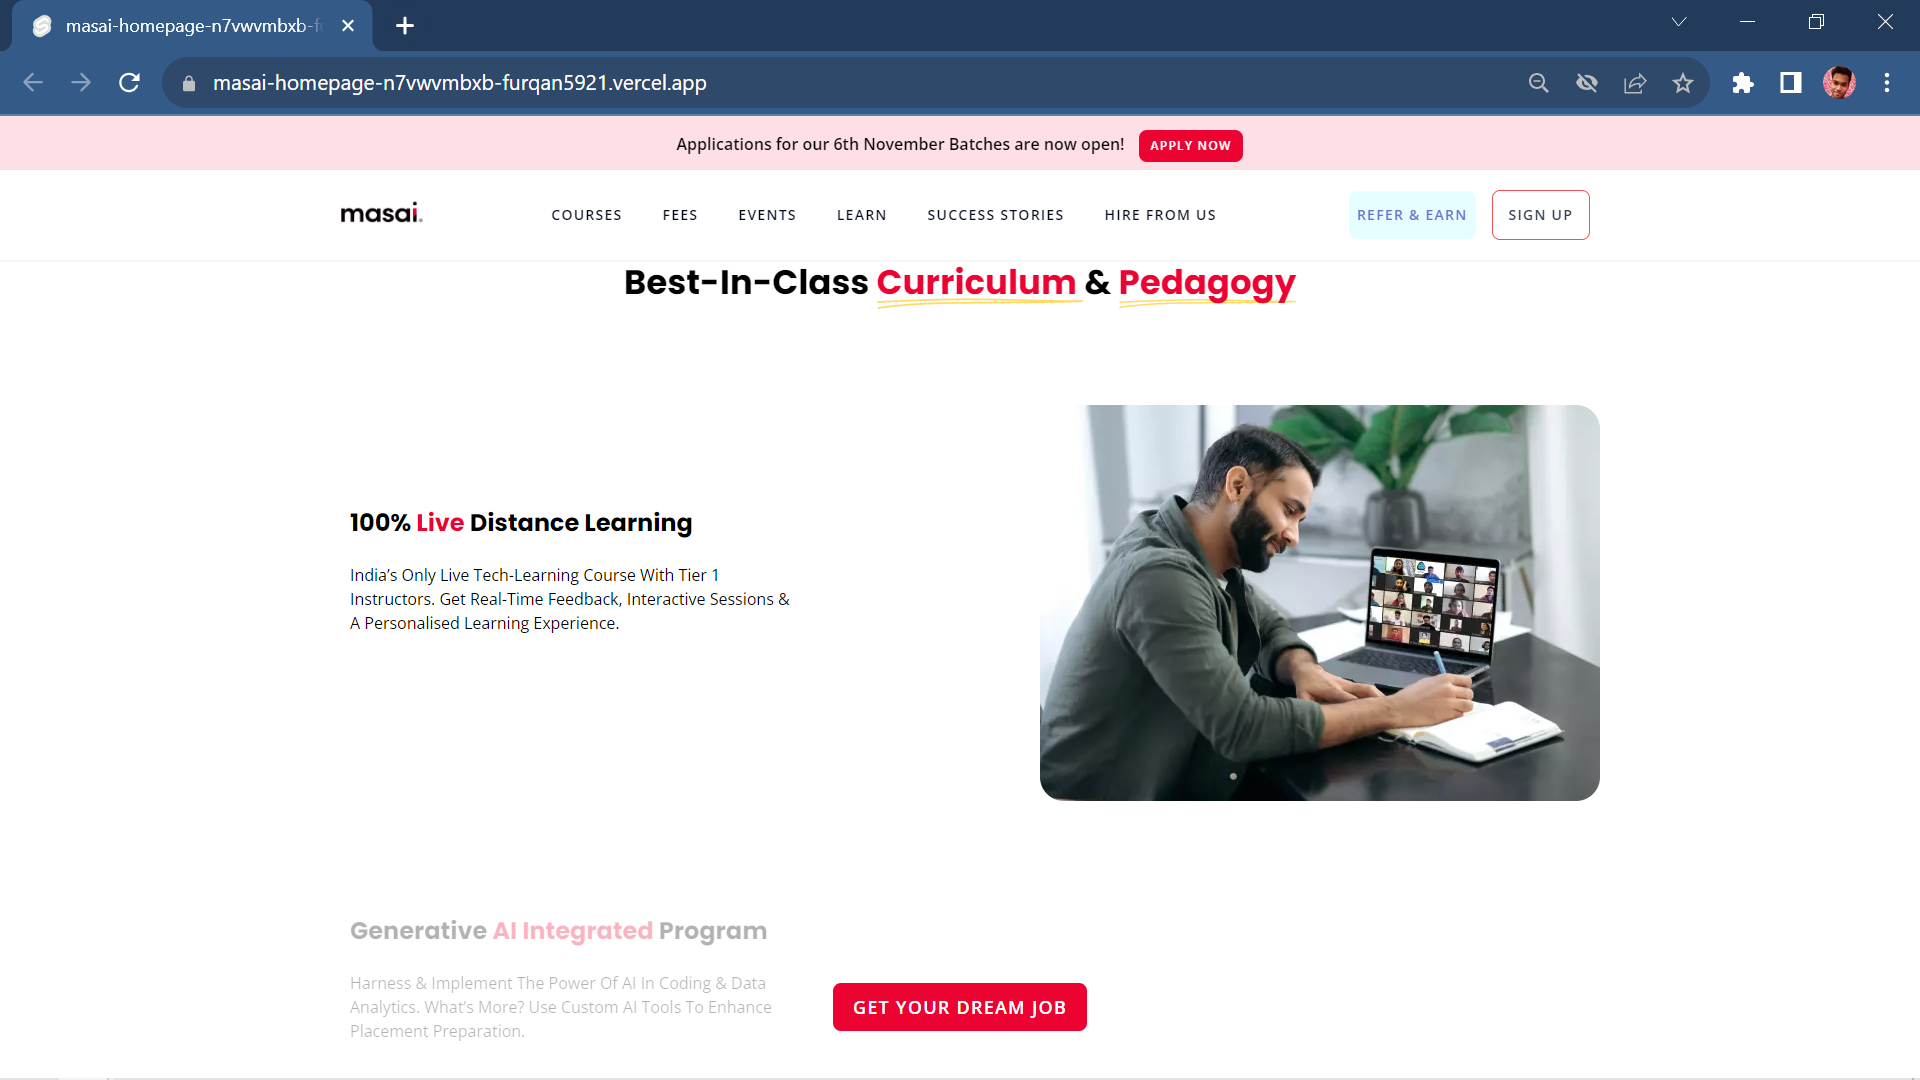 masai-homepage-n7vwvmbxb-f
masai-homepage-n7vwvmbxb-furqan5921.vercel.app
Applications for our 6th November Batches are now open! APPLY NOW
masai. COURSES FEES EVENTS LEARN SUCCESS STORIES HIRE FROM US REFER & EARN SIGN UP
Best-In-Class Curriculum & Pedagogy
100% Live Distance Learning
India’s Only Live Tech-Learning Course With Tier 1
Instructors. Get Real-Time Feedback, Interactive Sessions &
A Personalised Learning Experience.
Generative AI Integrated Program
Harness & Implement The Power Of AI In Coding & Data
Analytics. What’s More? Use Custom AI Tools To Enhance
Placement Preparation.
GET YOUR DREAM JOB